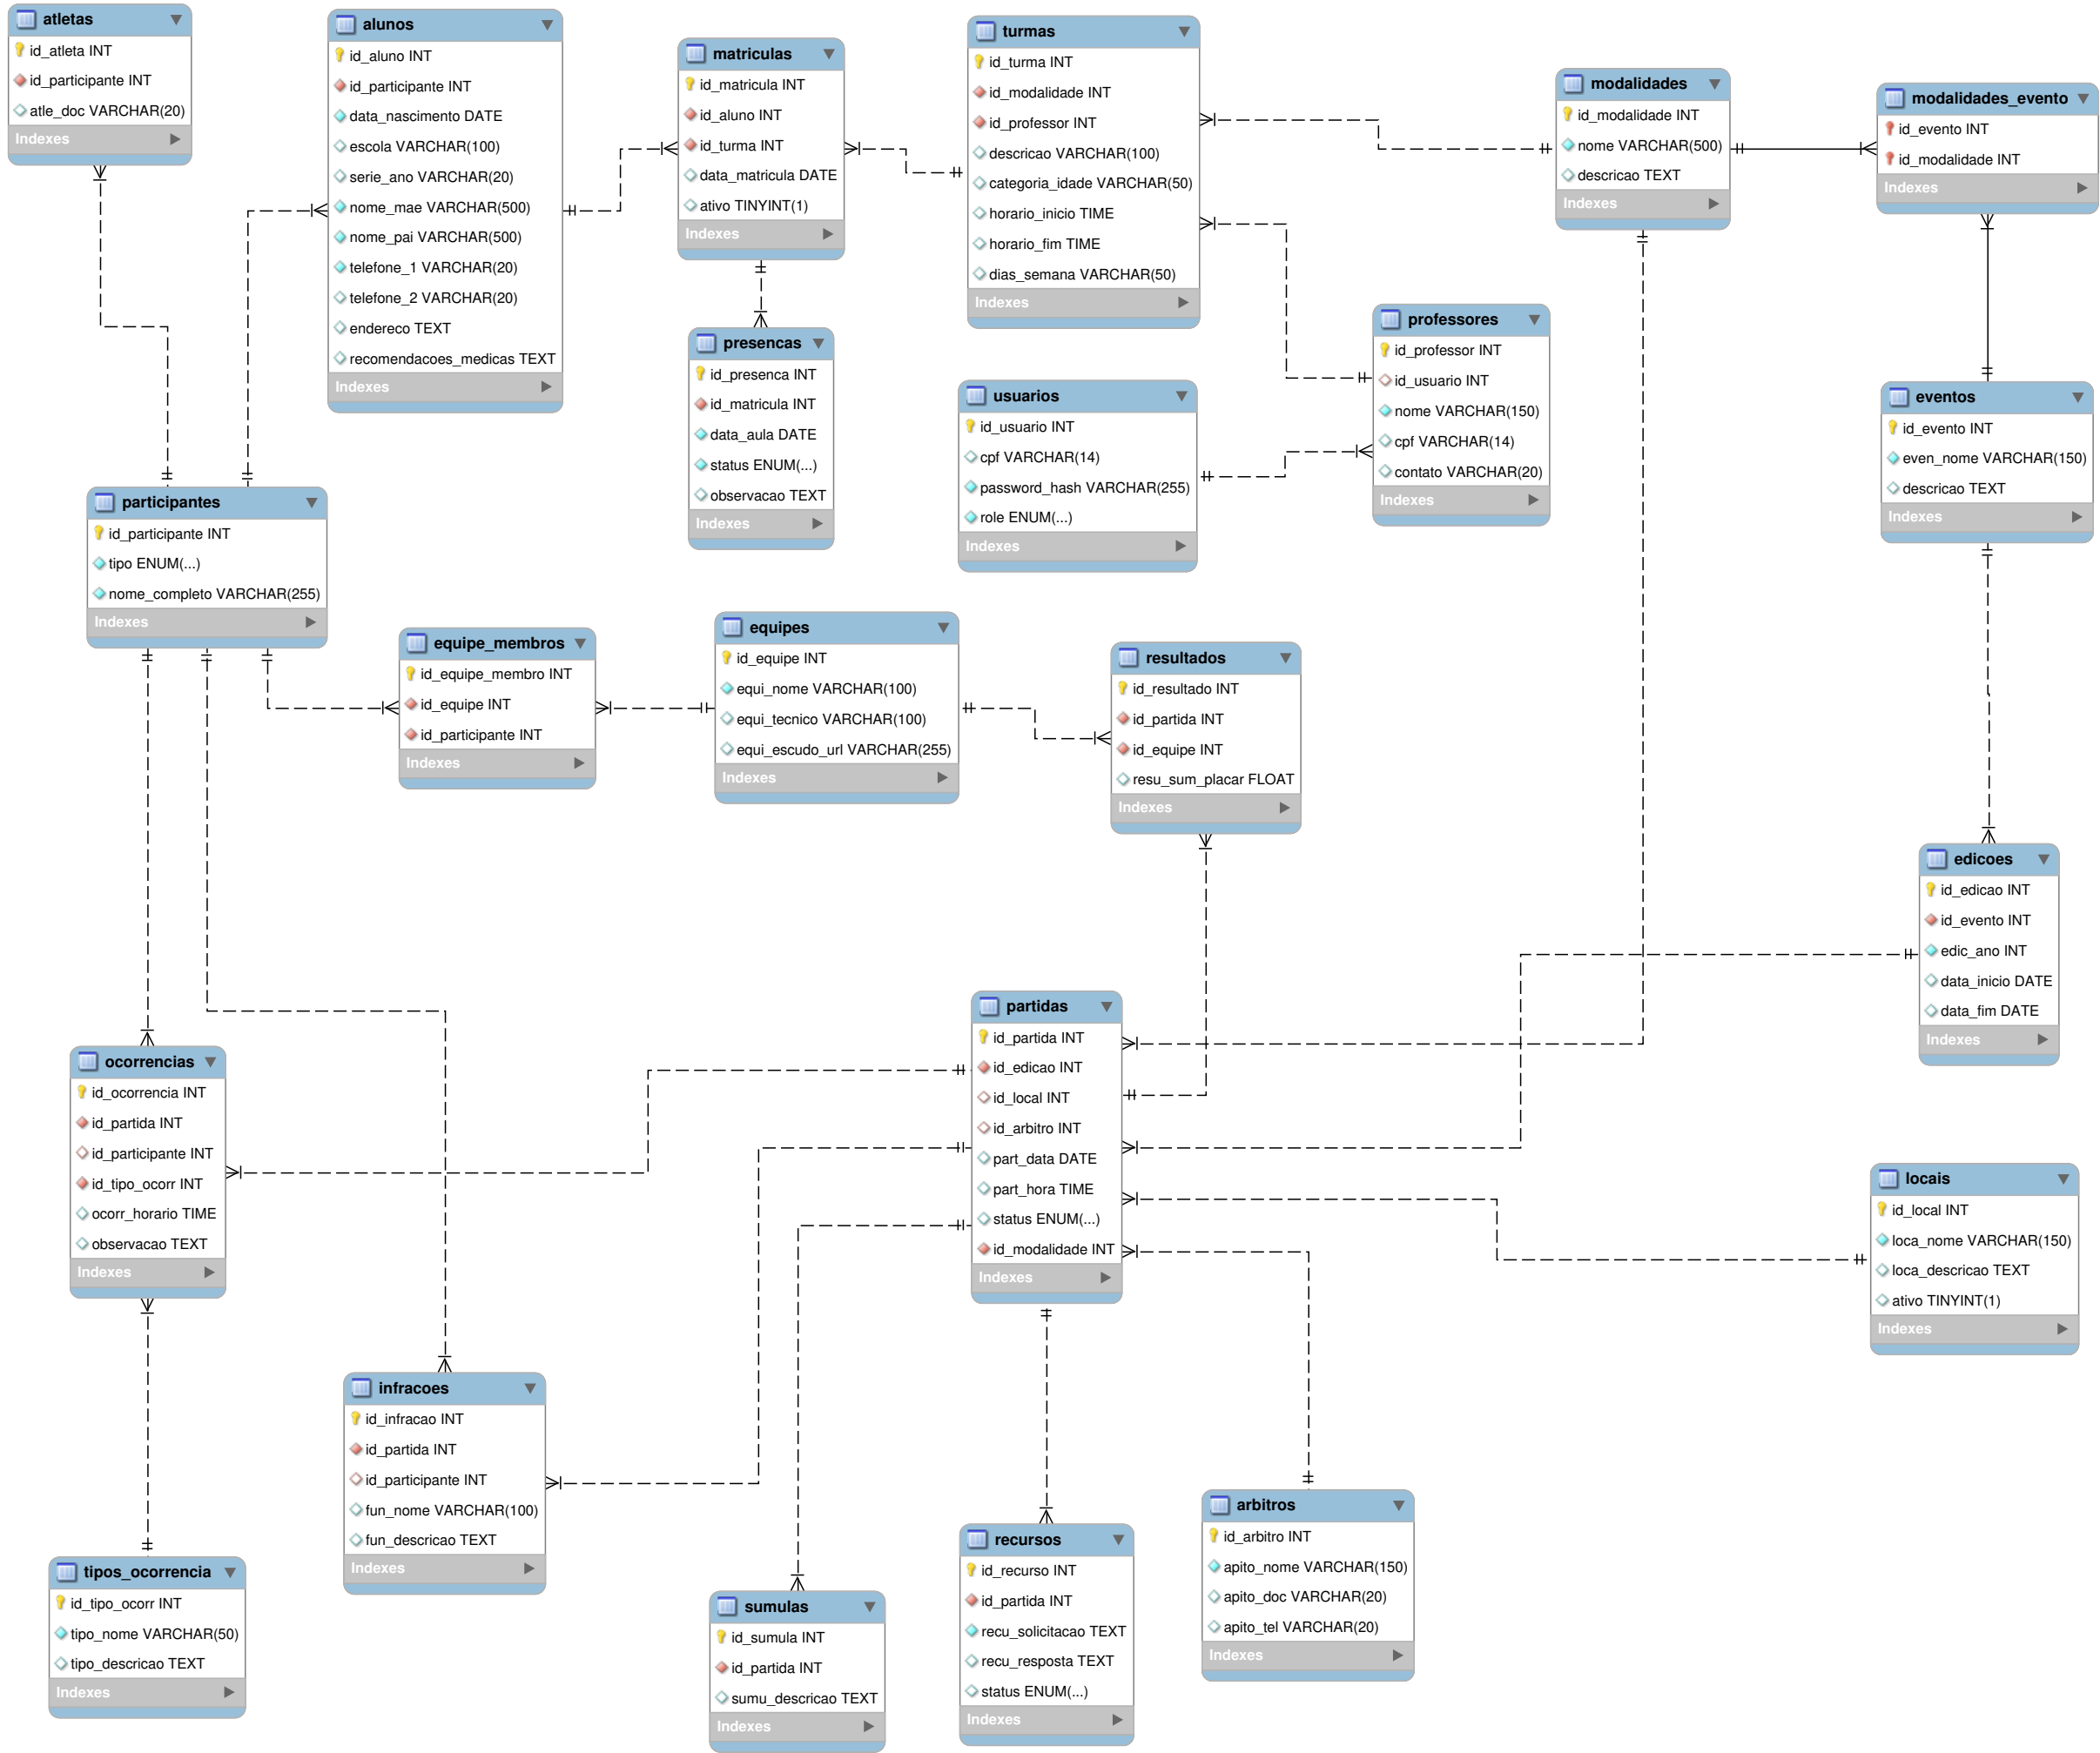 atletas
id_atleta INT
id_participante INT
atle_doc VARCHAR(20)
Indexes
alunos
id_aluno INT
id_participante INT
data_nascimento DATE
escola VARCHAR(100)
serie_ano VARCHAR(20)
nome_mae VARCHAR(500)
nome_pai VARCHAR(500)
telefone_1 VARCHAR(20)
telefone_2 VARCHAR(20)
endereco TEXT
recomendacoes_medicas TEXT
Indexes
matriculas
id_matricula INT
id_aluno INT
id_turma INT
data_matricula DATE
ativo TINYINT(1)
Indexes
turmas
id_turma INT
id_modalidade INT
id_professor INT
descricao VARCHAR(100)
categoria_idade VARCHAR(50)
horario_inicio TIME
horario_fim TIME
dias_semana VARCHAR(50)
Indexes
modalidades
id_modalidade INT
nome VARCHAR(500)
descricao TEXT
Indexes
modalidades_evento
id_evento INT
id_modalidade INT
Indexes
presencas
id_presenca INT
id_matricula INT
data_aula DATE
status ENUM(...)
observacao TEXT
Indexes
usuarios
id_usuario INT
cpf VARCHAR(14)
password_hash VARCHAR(255)
role ENUM(...)
Indexes
professores
id_professor INT
id_usuario INT
nome VARCHAR(150)
cpf VARCHAR(14)
contato VARCHAR(20)
Indexes
eventos
id_evento INT
even_nome VARCHAR(150)
descricao TEXT
Indexes
participantes
id_participante INT
tipo ENUM(...)
nome_completo VARCHAR(255)
Indexes
equipe_membros
id_equipe_membro INT
id_equipe INT
id_participante INT
Indexes
equipes
id_equipe INT
equi_nome VARCHAR(100)
equi_tecnico VARCHAR(100)
equi_escudo_url VARCHAR(255)
Indexes
resultados
id_resultado INT
id_partida INT
id_equipe INT
resu_sum_placar FLOAT
Indexes
edicoes
id_edicao INT
id_evento INT
edic_ano INT
data_inicio DATE
data_fim DATE
Indexes
ocorrencias
id_ocorrencia INT
id_partida INT
id_participante INT
id_tipo_ocorr INT
ocorr_horario TIME
observacao TEXT
Indexes
partidas
id_partida INT
id_edicao INT
id_local INT
id_arbitro INT
part_data DATE
part_hora TIME
status ENUM(...)
id_modalidade INT
Indexes
locais
id_local INT
loca_nome VARCHAR(150)
loca_descricao TEXT
ativo TINYINT(1)
Indexes
infracoes
id_infracao INT
id_partida INT
id_participante INT
fun_nome VARCHAR(100)
fun_descricao TEXT
Indexes
tipos_ocorrencia
id_tipo_ocorr INT
tipo_nome VARCHAR(50)
tipo_descricao TEXT
Indexes
sumulas
id_sumula INT
id_partida INT
sumu_descricao TEXT
Indexes
recursos
id_recurso INT
id_partida INT
recu_solicitacao TEXT
recu_resposta TEXT
status ENUM(...)
Indexes
arbitros
id_arbitro INT
apito_nome VARCHAR(150)
apito_doc VARCHAR(20)
apito_tel VARCHAR(20)
Indexes